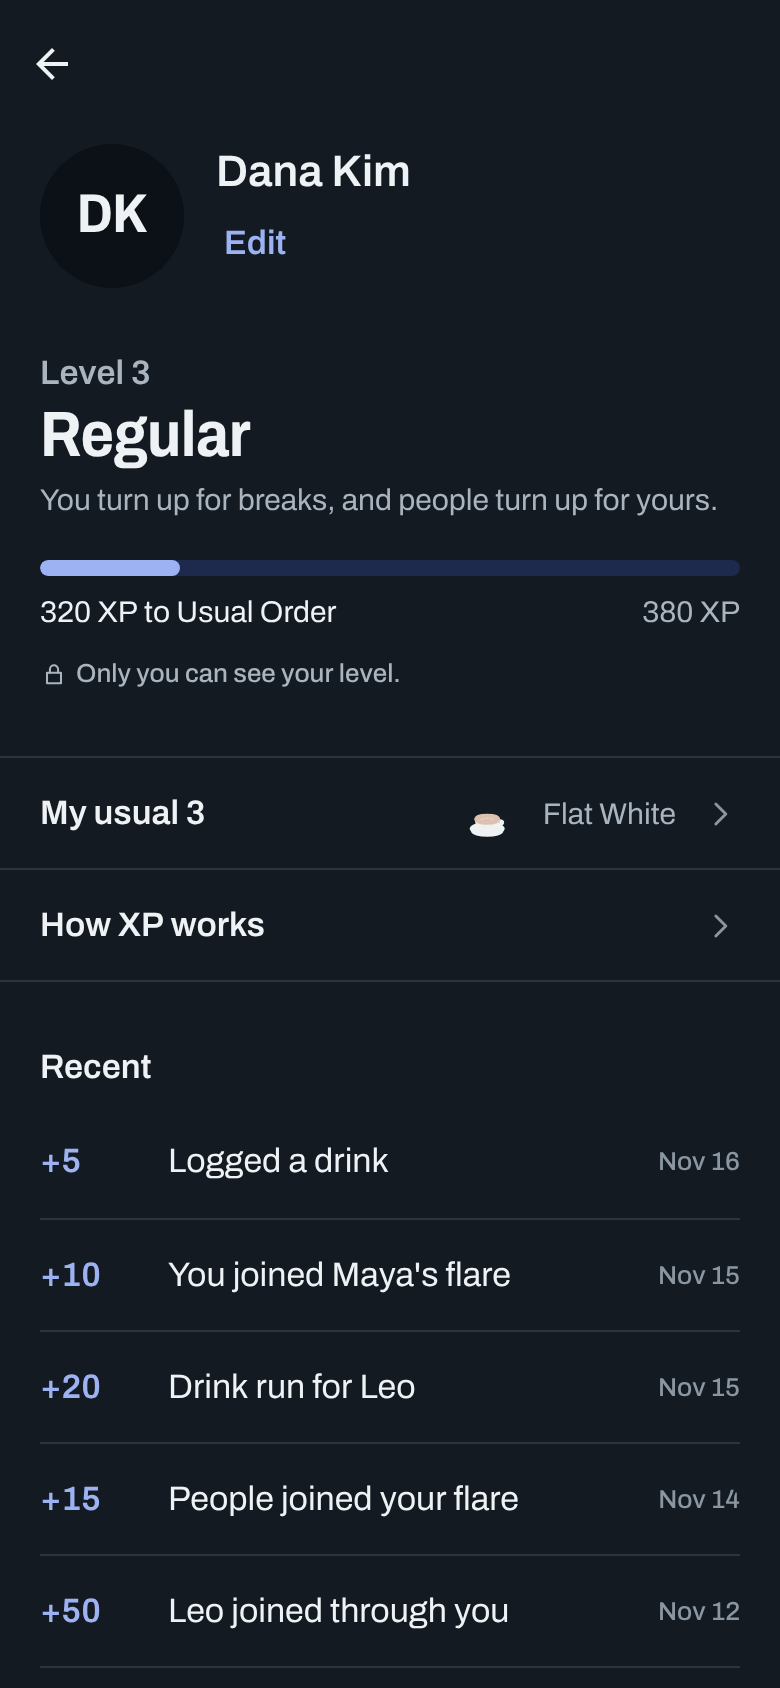 DK
Dana Kim
Edit
Level 3
Regular
You turn up for breaks, and people turn up for yours.
320 XP to Usual Order
380 XP
Only you can see your level.
My usual 3
Flat White
How XP works
Recent
+5 Logged a drink Nov 16
+10 You joined Maya's flare Nov 15
+20 Drink run for Leo Nov 15
+15 People joined your flare Nov 14
+50 Leo joined through you Nov 12